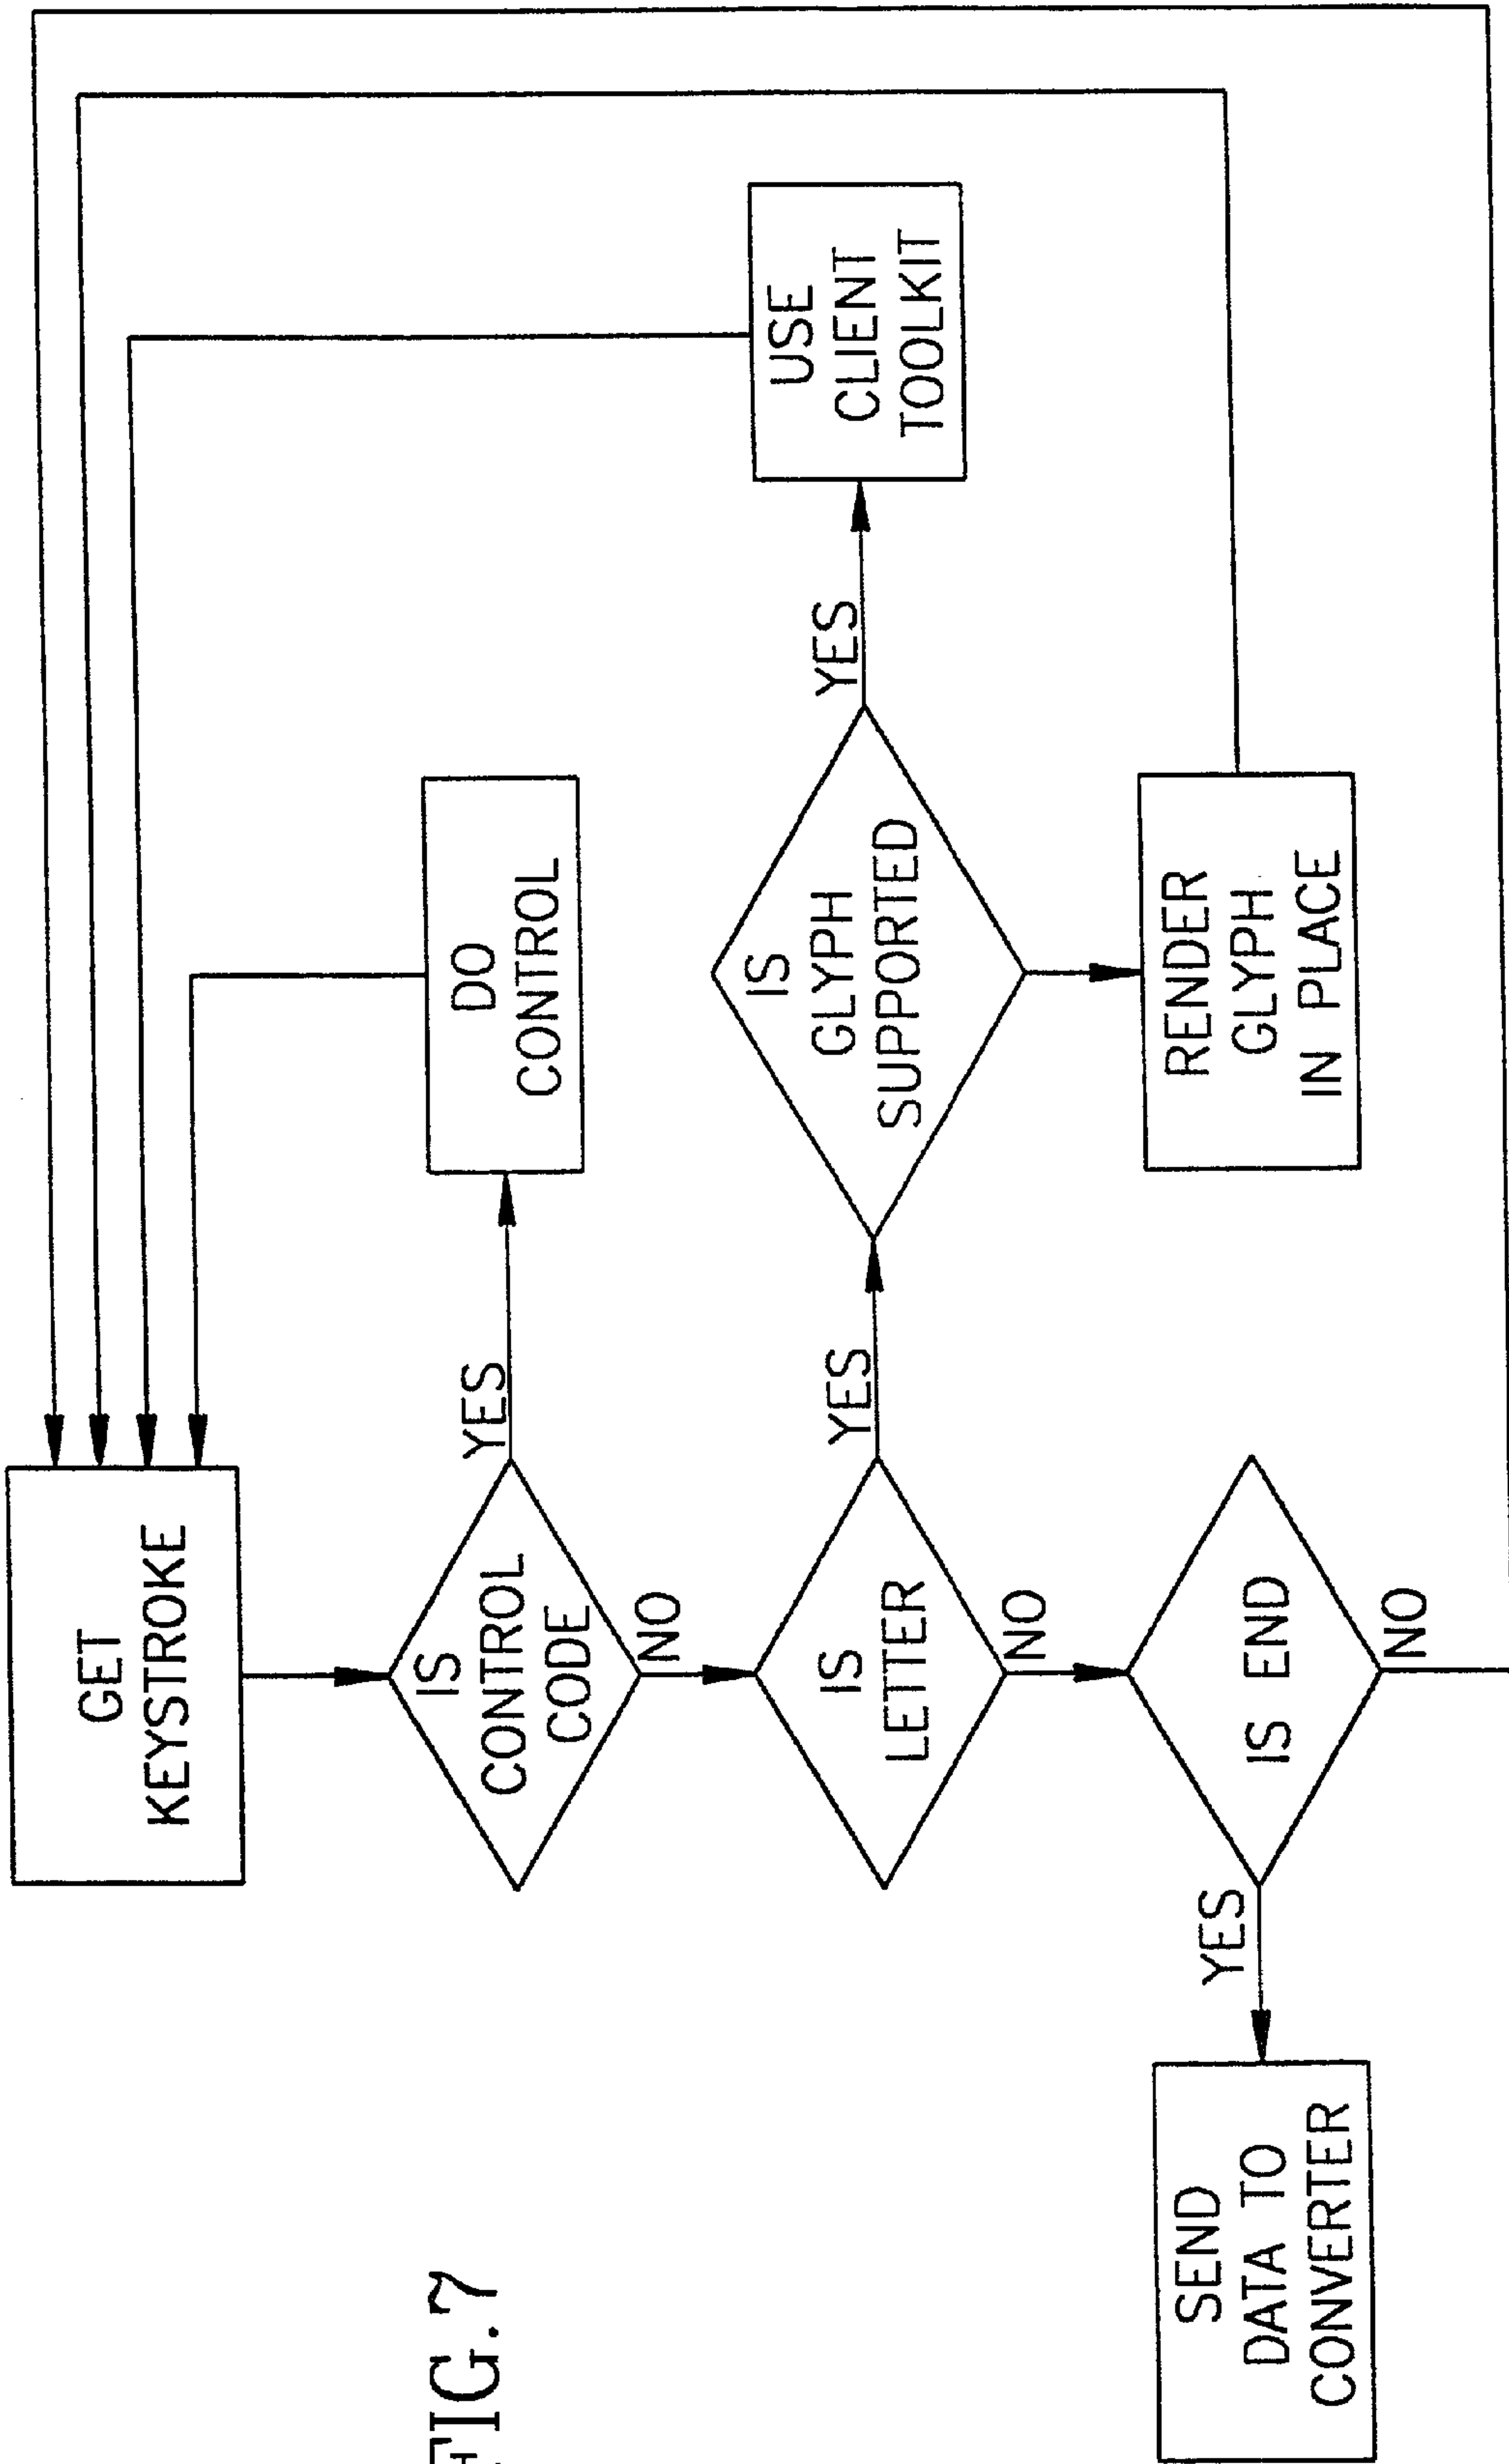 GET
KEYSTROKE
IS
CONTROL
CODE
YES
DO
CONTROL
NO
IS
LETTER
YES
IS
GLYPH
SUPPORTED
YES
USE
CLIENT
TOOLKIT
RENDER
GLYPH
IN PLACE
NO
IS END
YES
SEND
DATA TO
CONVERTER
NO
FIG.7